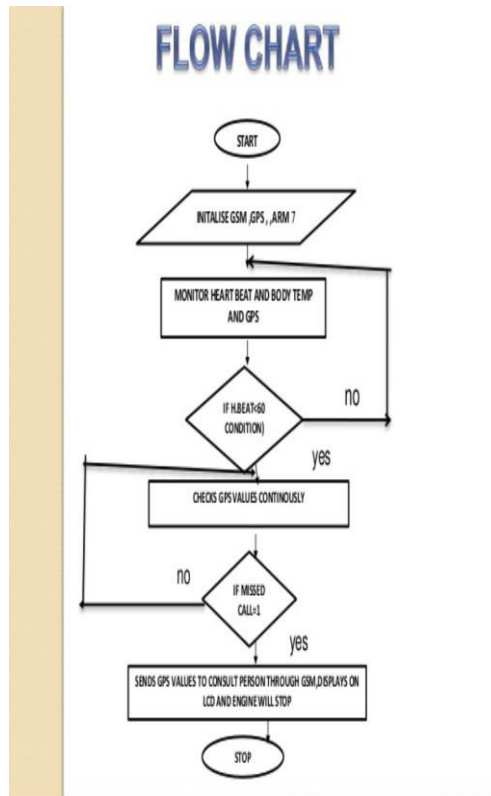 FLOW CHART
START
INITALISE GSM ,GPS , ,ARM 7
MONITOR HEART BEAT AND BODY TEMP
AND GPS
IF H.BEAT<60
CONDITION)
no
yes
CHECKS GPS VALUES CONTINOUSLY
IF MISSED
CALL=1
no
yes
SENDS GPS VALUES TO CONSULT PERSON THROUGH GSM,DISPLAYS ON
LCD AND ENGINE WILL STOP
STOP